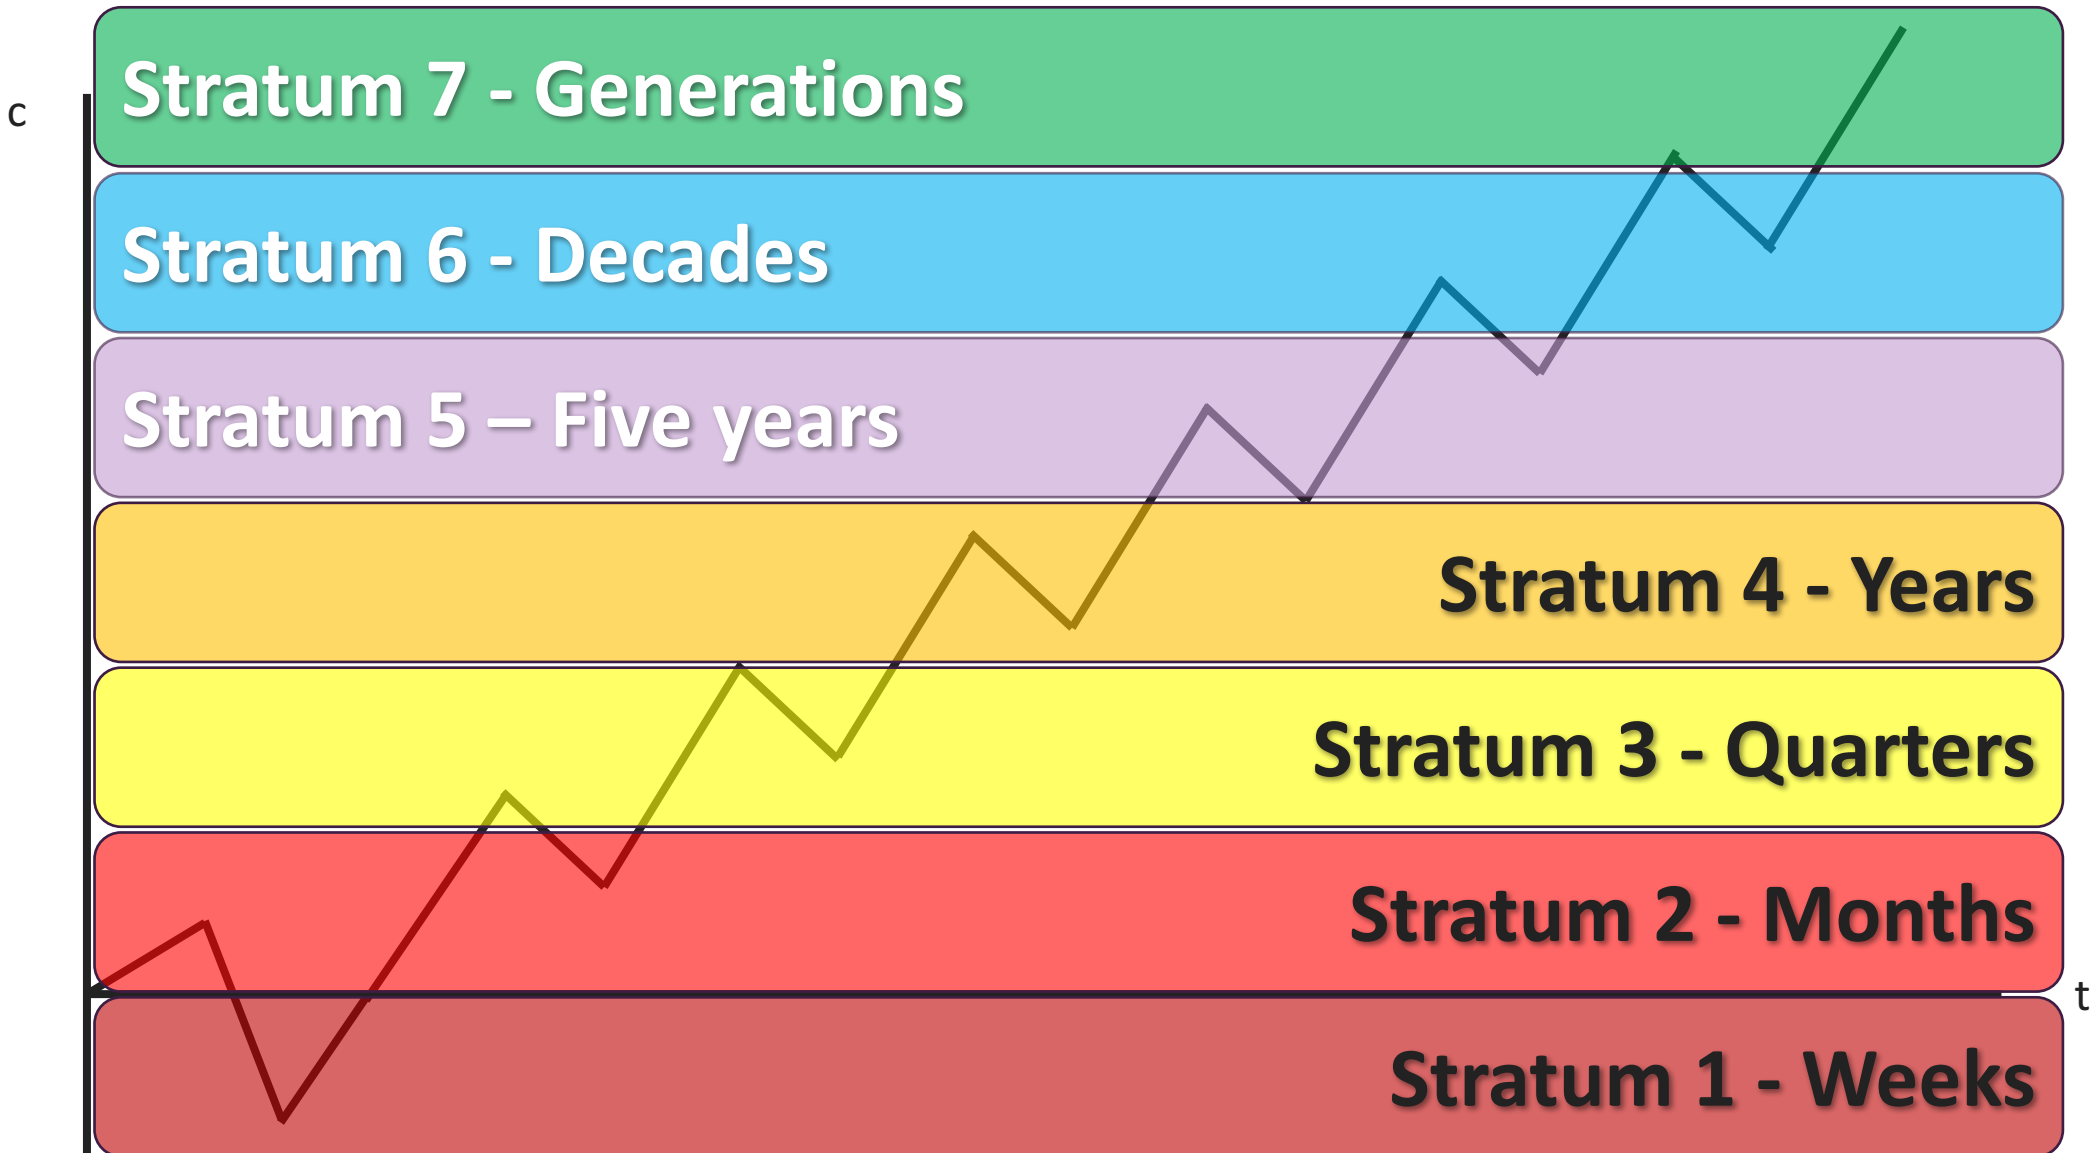 c
Stratum 7 - Generations
Stratum 6 - Decades
Stratum 5 – Five years
Stratum 4 - Years
Stratum 3 - Quarters
Stratum 2 - Months
t
Stratum 1 - Weeks